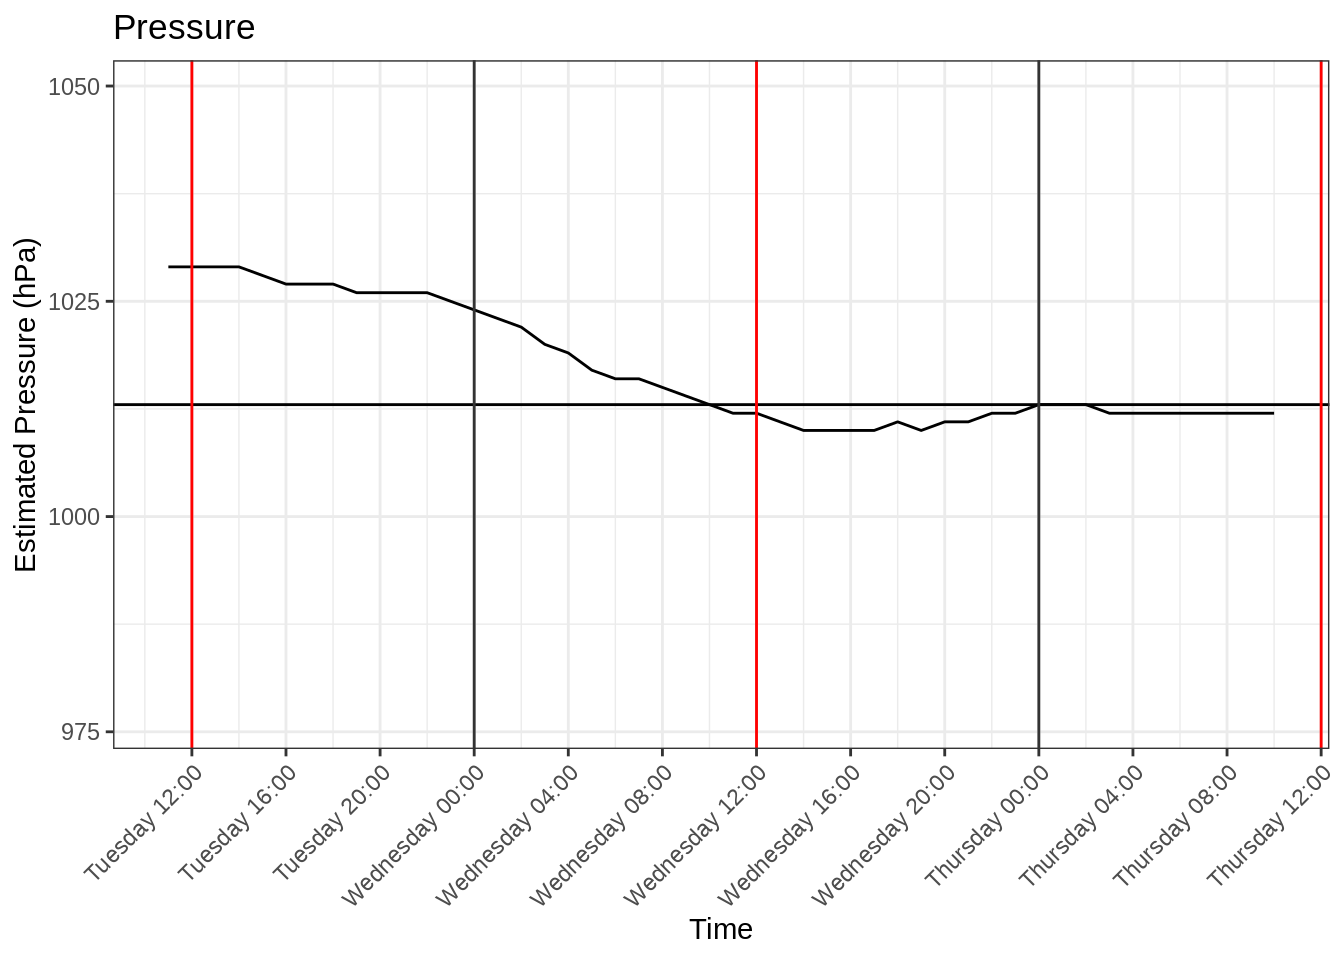 Pressure
Estimated Pressure (hPa)
1050
1025
1000
975
Tuesday 12:00
Tuesday 16:00
Tuesday 20:00
Wednesday 00:00
Wednesday 04:00
Wednesday 08:00
Wednesday 12:00
Wednesday 16:00
Wednesday 20:00
Thursday 00:00
Thursday 04:00
Thursday 08:00
Thursday 12:00
Time